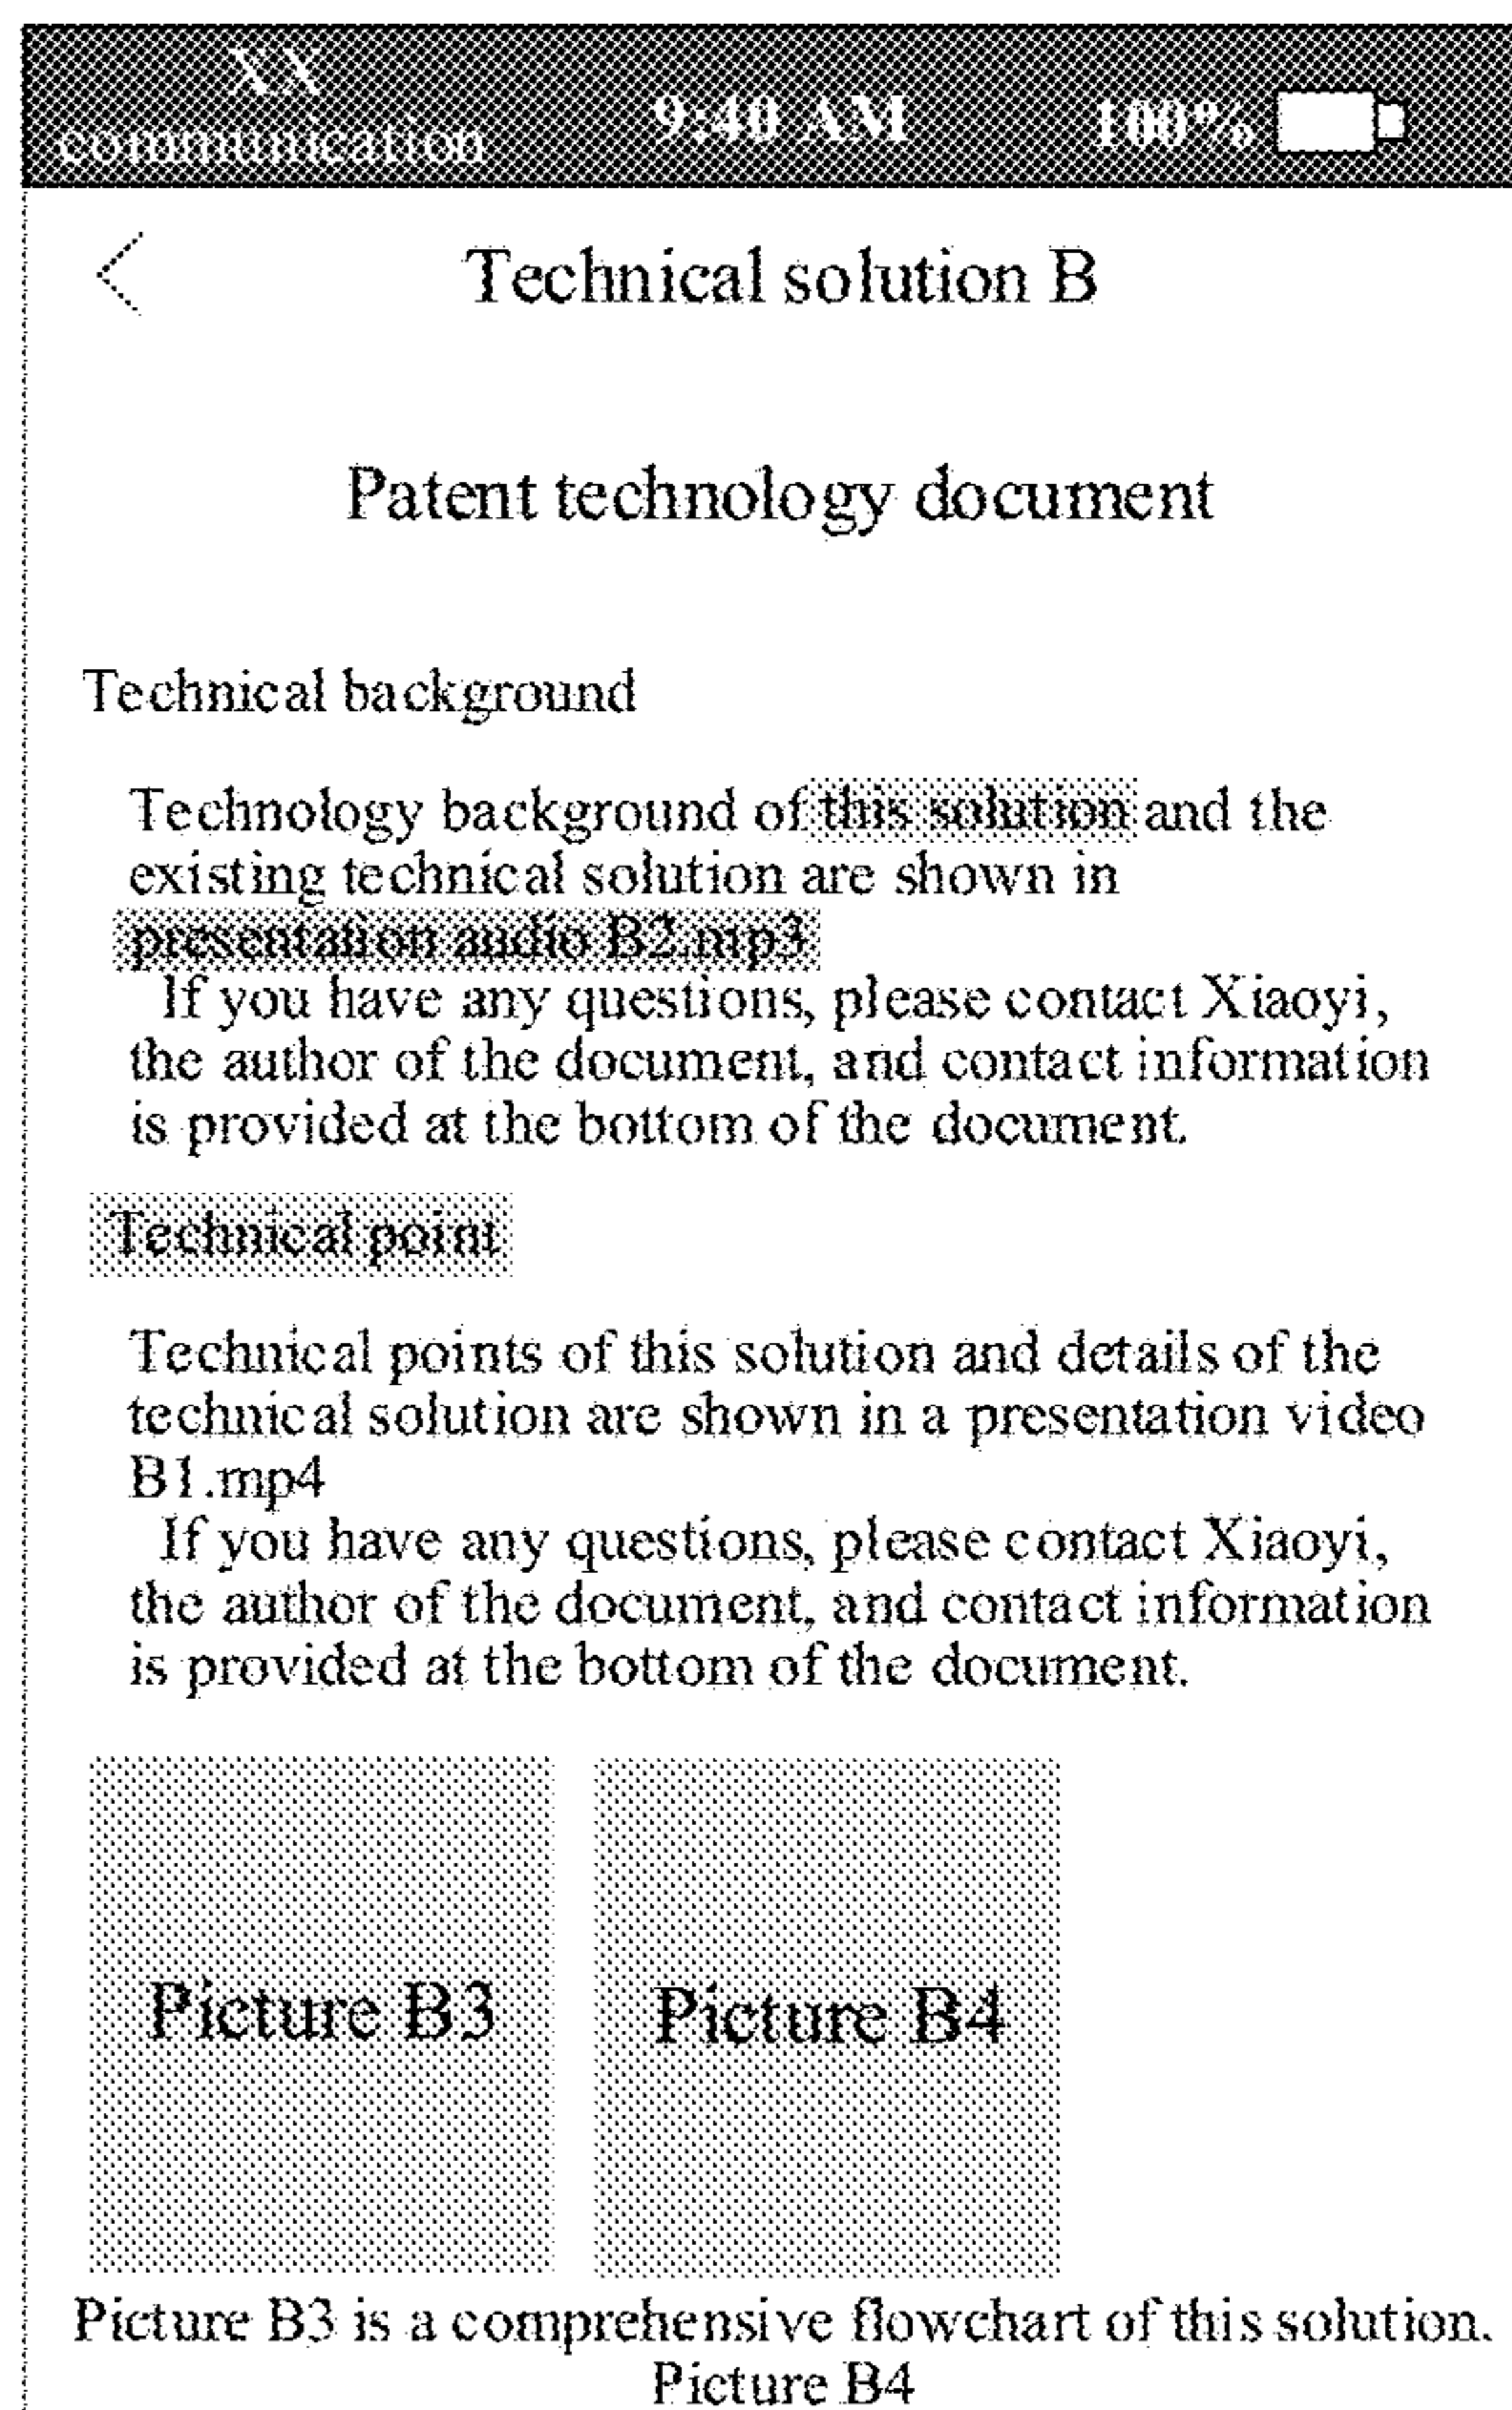 XX
communication
9:40 AM
100%
Technical solution B
Patent technology document
Technical background
Technology background of this solution and the
existing technical solution are shown in
presentation audio B2.mp3
If you have any questions, please contact Xiaoyi,
the author of the document, and contact information
is provided at the bottom of the document.
Technical point
Technical points of this solution and details of the
technical solution are shown in a presentation video
B1.mp4
If you have any questions, please contact Xiaoyi,
the author of the document, and contact information
is provided at the bottom of the document.
Picture B3
Picture B4
Picture B3 is a comprehensive flowchart of this solution.
Picture B4